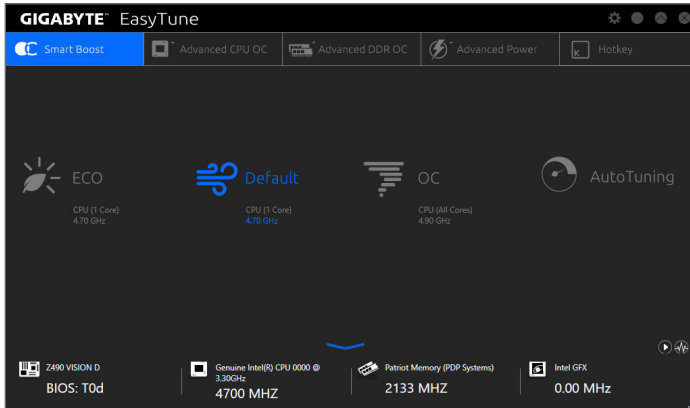 GIGABYTE™ EasyTune
Smart Boost
Advanced CPU OC
Advanced DDR OC
Advanced Power
K Hotkey
ECO
CPU (1 Core)
4.70 GHz
Default
CPU (1 Core)
4.70 GHz
OC
CPU (All Cores)
4.90 GHz
AutoTuning
Z490 VISION D
BIOS: T0d
Genuine Intel(R) CPU 0000 @
3.30GHz
4700 MHZ
Patriot Memory (PDP Systems)
2133 MHZ
Intel GFX
0.00 MHz